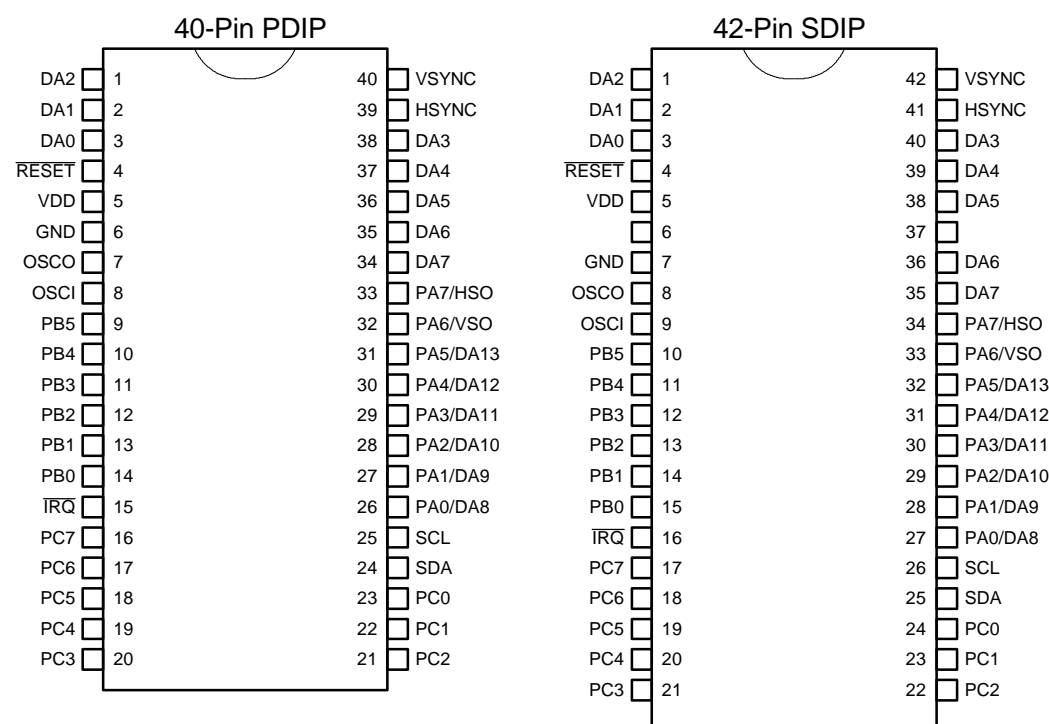 40-Pin PDIP
DA2 1 40 VSYNC
DA1 2 39 HSYNC
DA0 3 38 DA3
RESET 4 37 DA4
VDD 5 36 DA5
GND 6 35 DA6
OSCO 7 34 DA7
OSCI 8 33 PA7/HSO
PB5 9 32 PA6/VSO
PB4 10 31 PA5/DA13
PB3 11 30 PA4/DA12
PB2 12 29 PA3/DA11
PB1 13 28 PA2/DA10
PB0 14 27 PA1/DA9
IRQ 15 26 PA0/DA8
PC7 16 25 SCL
PC6 17 24 SDA
PC5 18 23 PC0
PC4 19 22 PC1
PC3 20 21 PC2
42-Pin SDIP
DA2 1 42 VSYNC
DA1 2 41 HSYNC
DA0 3 40 DA3
RESET 4 39 DA4
VDD 5 38 DA5
6 37
GND 7 36 DA6
OSCO 8 35 DA7
OSCI 9 34 PA7/HSO
PB5 10 33 PA6/VSO
PB4 11 32 PA5/DA13
PB3 12 31 PA4/DA12
PB2 13 30 PA3/DA11
PB1 14 29 PA2/DA10
PB0 15 28 PA1/DA9
IRQ 16 27 PA0/DA8
PC7 17 26 SCL
PC6 18 25 SDA
PC5 19 24 PC0
PC4 20 23 PC1
PC3 21 22 PC2